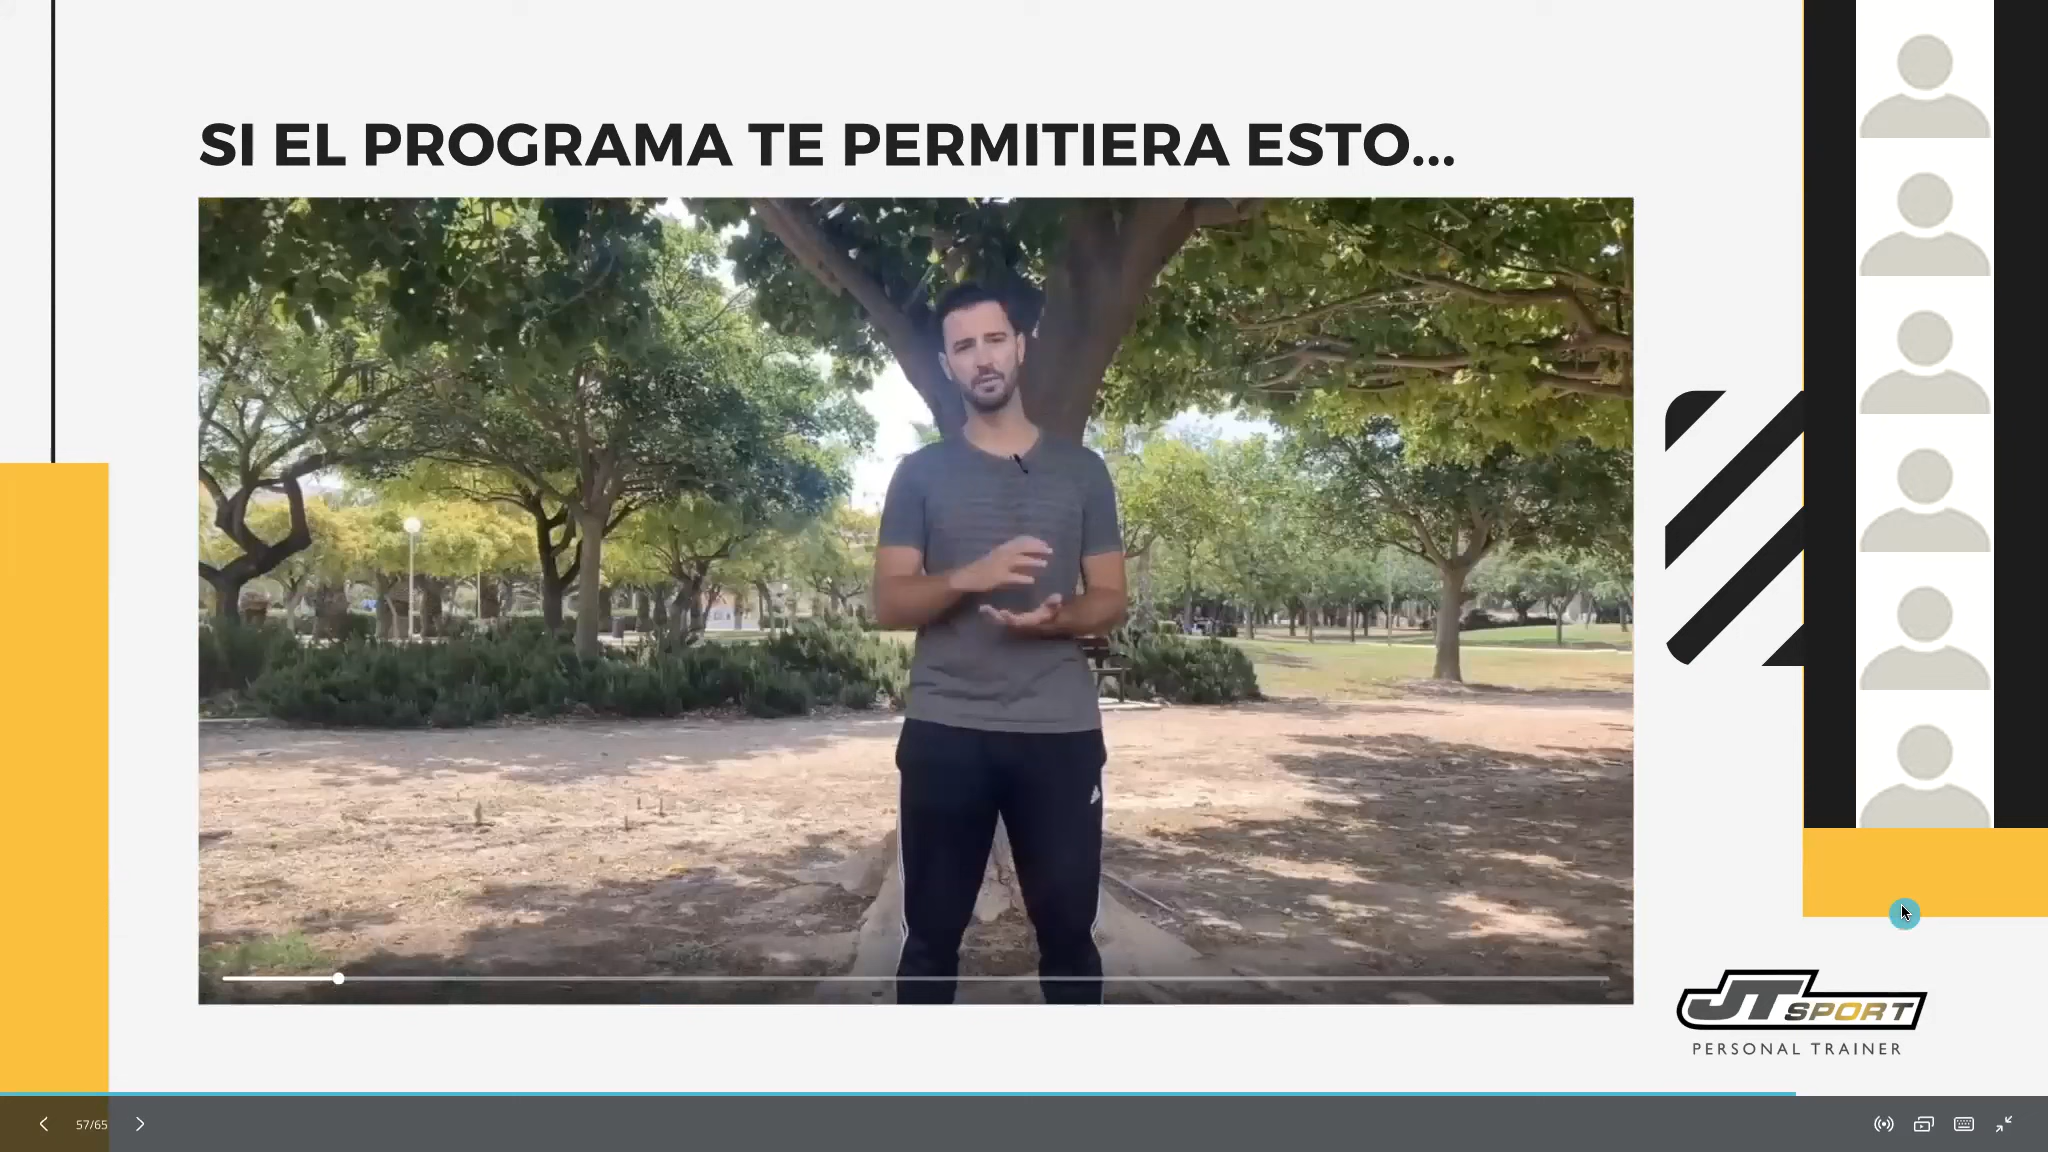 SI EL PROGRAMA TE PERMITIERA ESTO...
JT SPORT
PERSONAL TRAINER
57/65